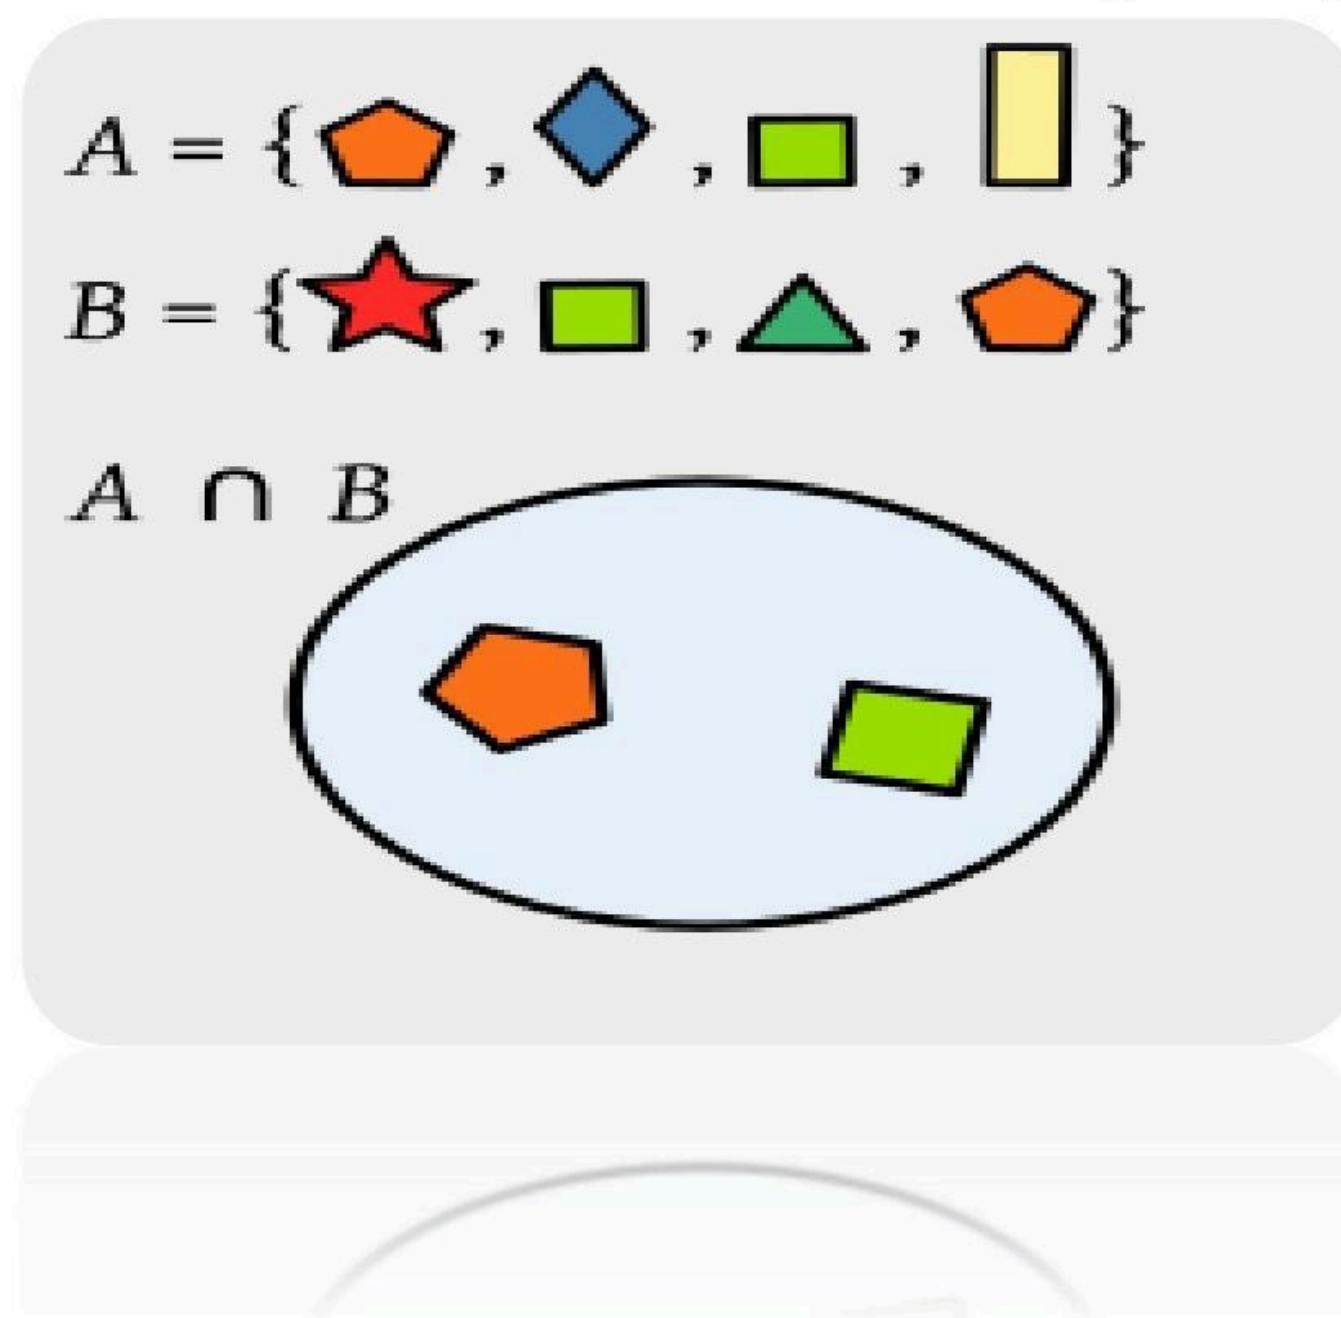 A = { , , , }
B = { , , , }
A ∩ B